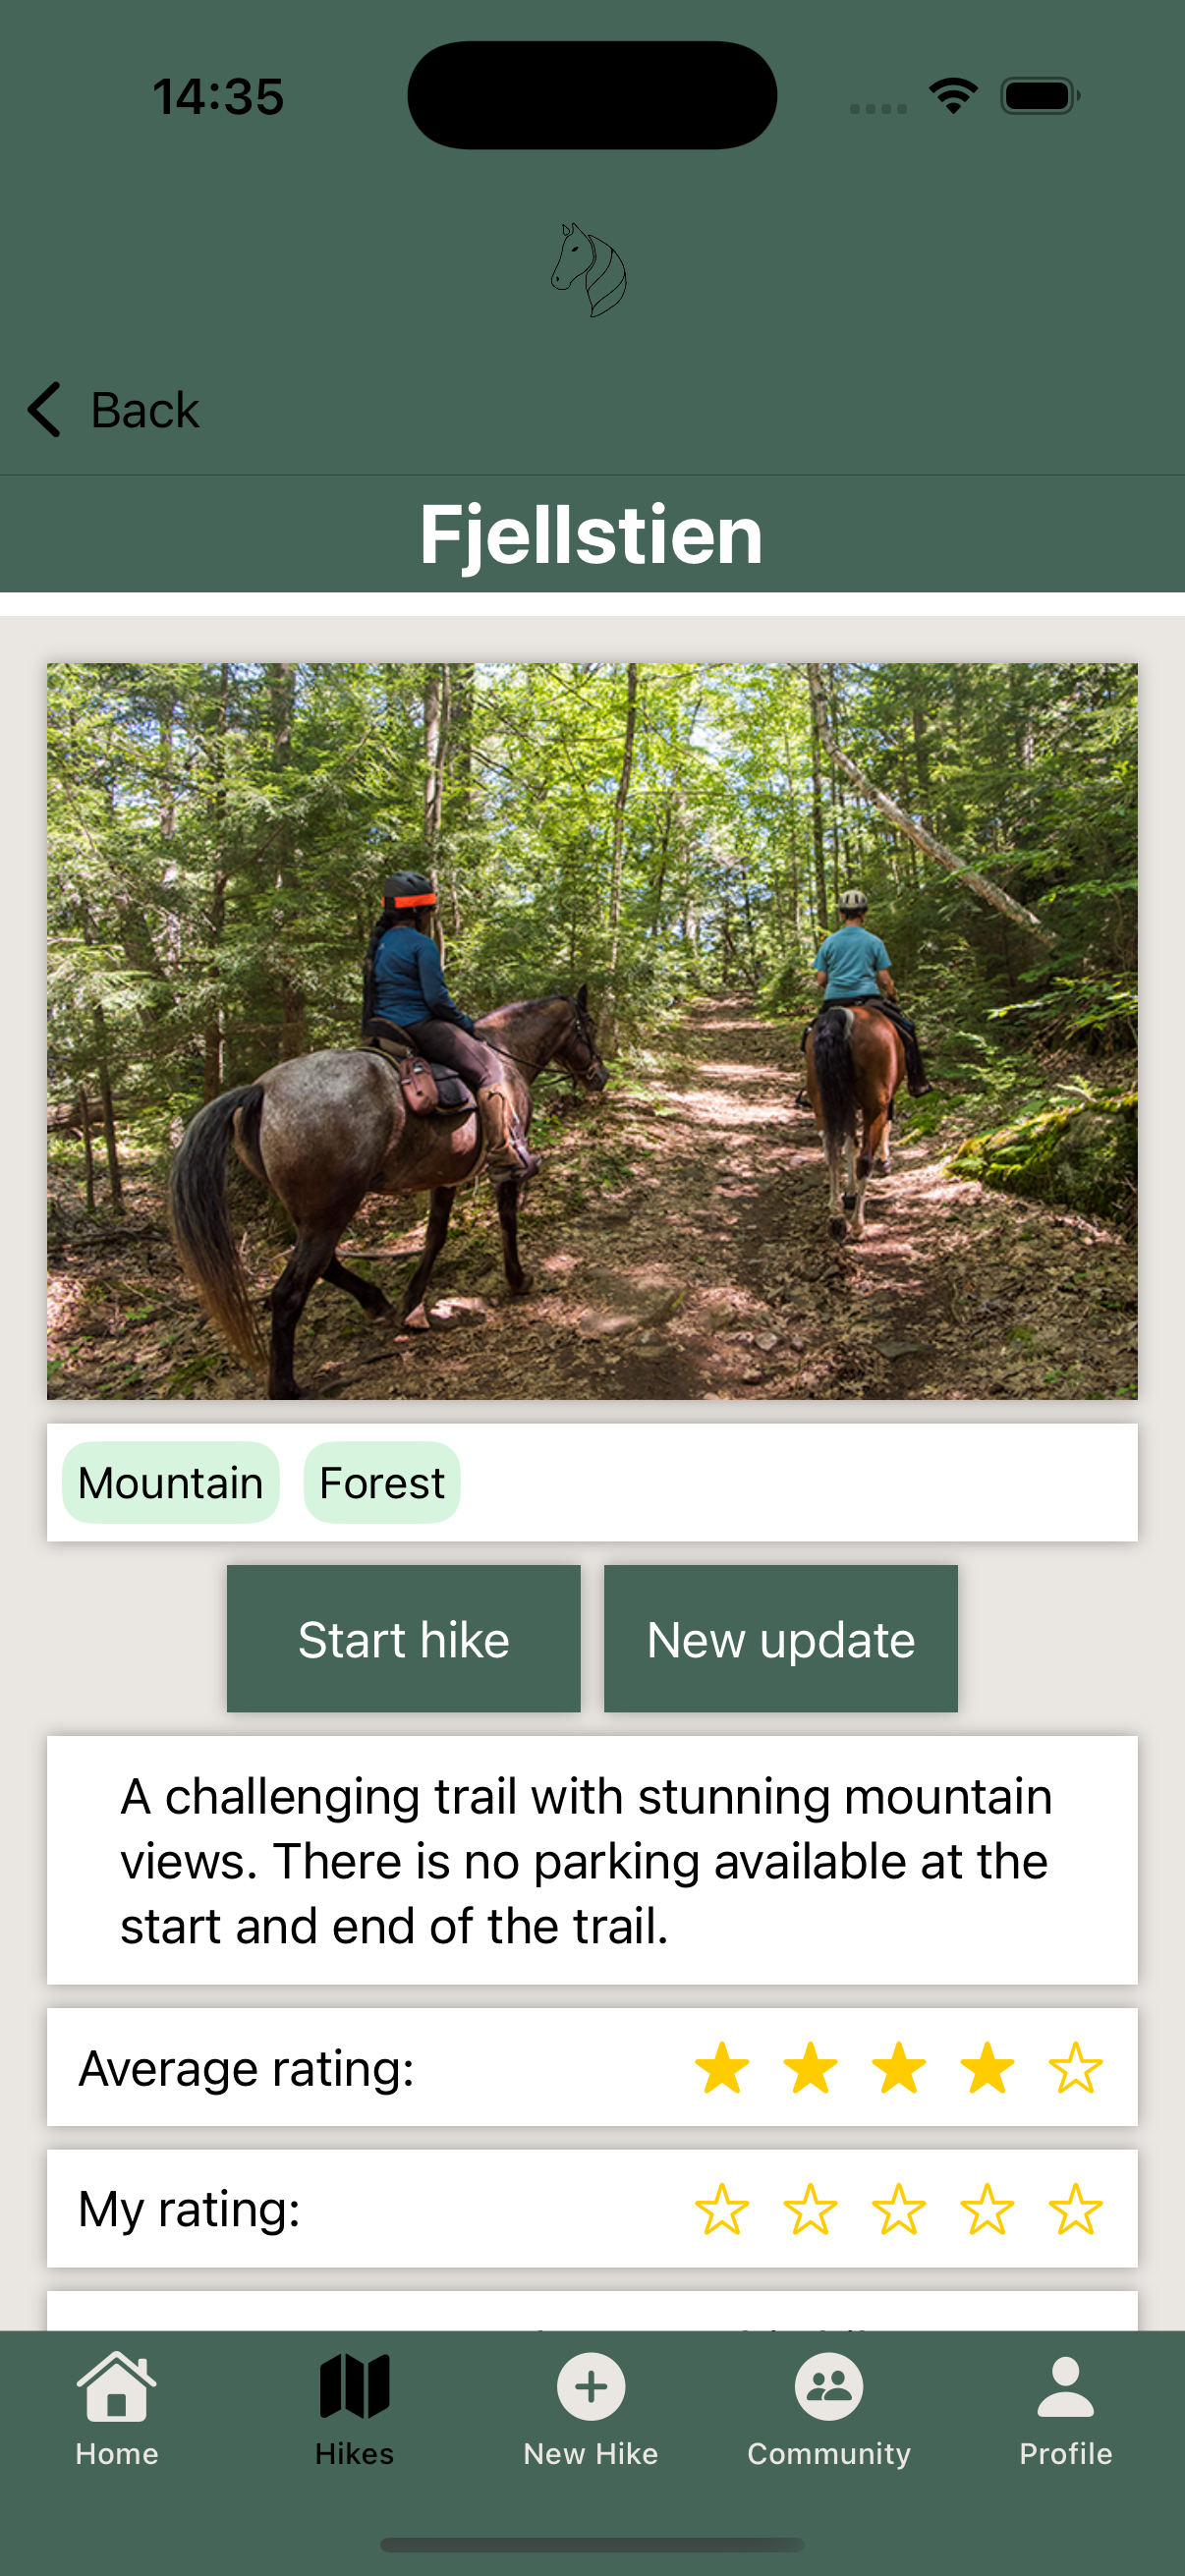 14:35
Back
Fjellstien
Mountain Forest
Start hike New update
A challenging trail with stunning mountain
views. There is no parking available at the
start and end of the trail.
Average rating:
My rating:
Home Hikes New Hike Community Profile